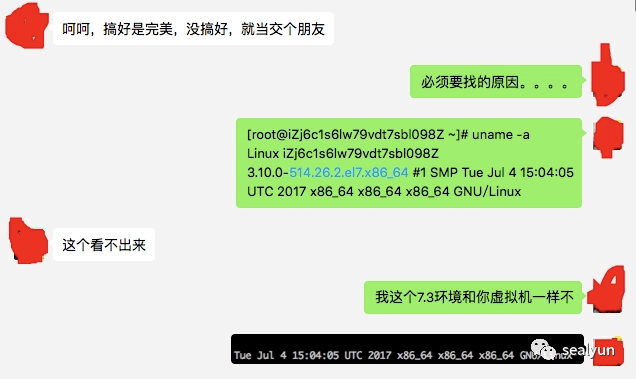 呵呵，搞好是完美，没搞好，就当交个朋友
必须要找的原因。。。。
[root@iZj6c1s6lw79vdt7sbl098Z ~]# uname -a
Linux iZj6c1s6lw79vdt7sbl098Z
3.10.0-514.26.2.el7.x86_64 #1 SMP Tue Jul 4 15:04:05
UTC 2017 x86_64 x86_64 x86_64 GNU/Linux
这个看不出来
我这个7.3环境和你虚拟机一样不
Tue Jul 4 15:04:05 UTC 2017 x86_64 x86_64 x86_64 GNU/Linux
sealyun